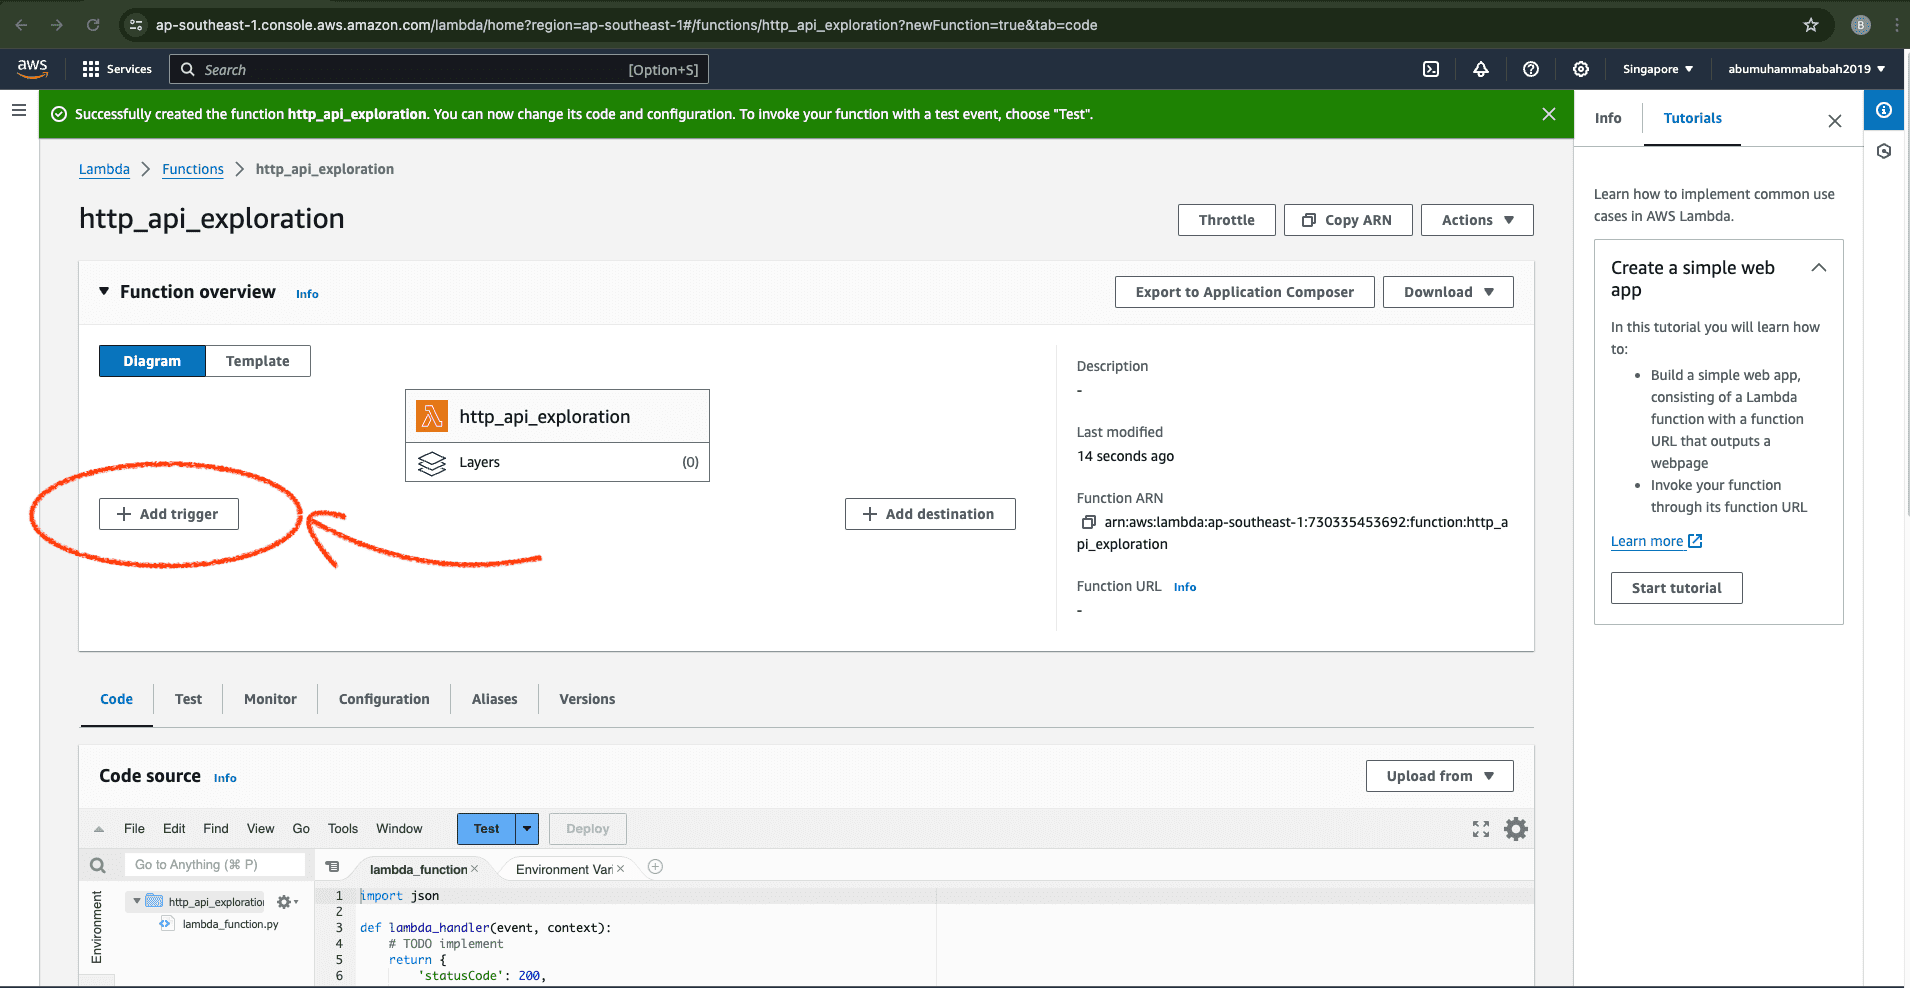 ap-southeast-1.console.aws.amazon.com/lambda/home?region=ap-southeast-1#/functions/http_api_exploration?newFunction=true&tab=code
B
aws
Services
Search
[Option+S]
Singapore
abumuhammababah2019
Successfully created the function http_api_exploration. You can now change its code and configuration. To invoke your function with a test event, choose "Test".
Lambda
Functions
http_api_exploration
http_api_exploration
Throttle
Copy ARN
Actions
Function overview
Info
Export to Application Composer
Download
Diagram
Template
http_api_exploration
Layers
(0)
Add trigger
Add destination
Description
-
Last modified
14 seconds ago
Function ARN
arn:aws:lambda:ap-southeast-1:730335453692:function:http_a
pi_exploration
Function URL
Info
-
Code
Test
Monitor
Configuration
Aliases
Versions
Code source
Info
Upload from
File
Edit
Find
View
Go
Tools
Window
Test
Deploy
Go to Anything (⌘ P)
lambda_function
Environment Vari
Environment
http_api_exploration
lambda_function.py
1 import json
2
3 def lambda_handler(event, context):
4 # TODO implement
5 return {
6 'statusCode': 200,
Info
Tutorials
Learn how to implement common use
cases in AWS Lambda.
Create a simple web
app
In this tutorial you will learn how
to:
• Build a simple web app,
consisting of a Lambda
function with a function
URL that outputs a
webpage
• Invoke your function
through its function URL
Learn more
Start tutorial